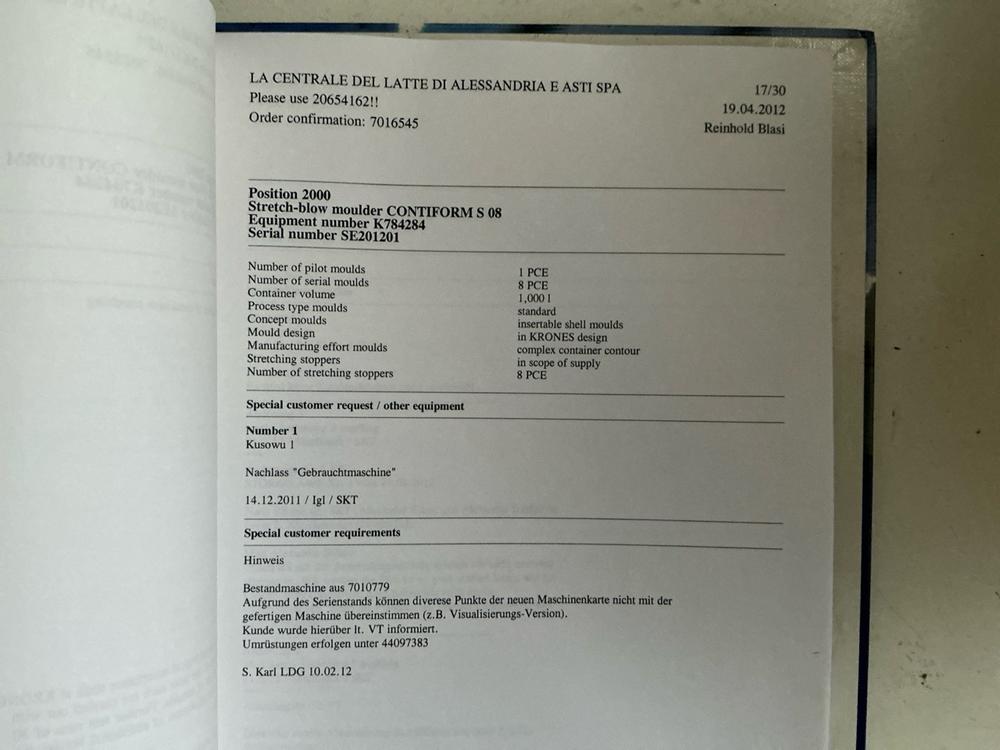 LA CENTRALE DEL LATTE DI ALESSANDRIA E ASTI SPA
Please use 20654162!!
Order confirmation: 7016545
17/30
19.04.2012
Reinhold Blasi
Position 2000
Stretch-blow moulder CONTIFORM S 08
Equipment number K784284
Serial number SE201201
Number of pilot moulds 1 PCE
Number of serial moulds 8 PCE
Container volume 1,000 l
Process type moulds standard
Concept moulds insertable shell moulds
Mould design in KRONES design
Manufacturing effort moulds complex container contour
Stretching stoppers in scope of supply
Number of stretching stoppers 8 PCE
Special customer request / other equipment
Number 1
Kusowu 1
Nachlass "Gebrauchtmaschine"
14.12.2011 / Igl / SKT
Special customer requirements
Hinweis
Bestandmaschine aus 7010779
Aufgrund des Serienstands können diverese Punkte der neuen Maschinenkarte nicht mit der
gefertigen Maschine übereinstimmen (z.B. Visualisierungs-Version).
Kunde wurde hierüber lt. VT informiert.
Umrüstungen erfolgen unter 44097383
S. Karl LDG 10.02.12